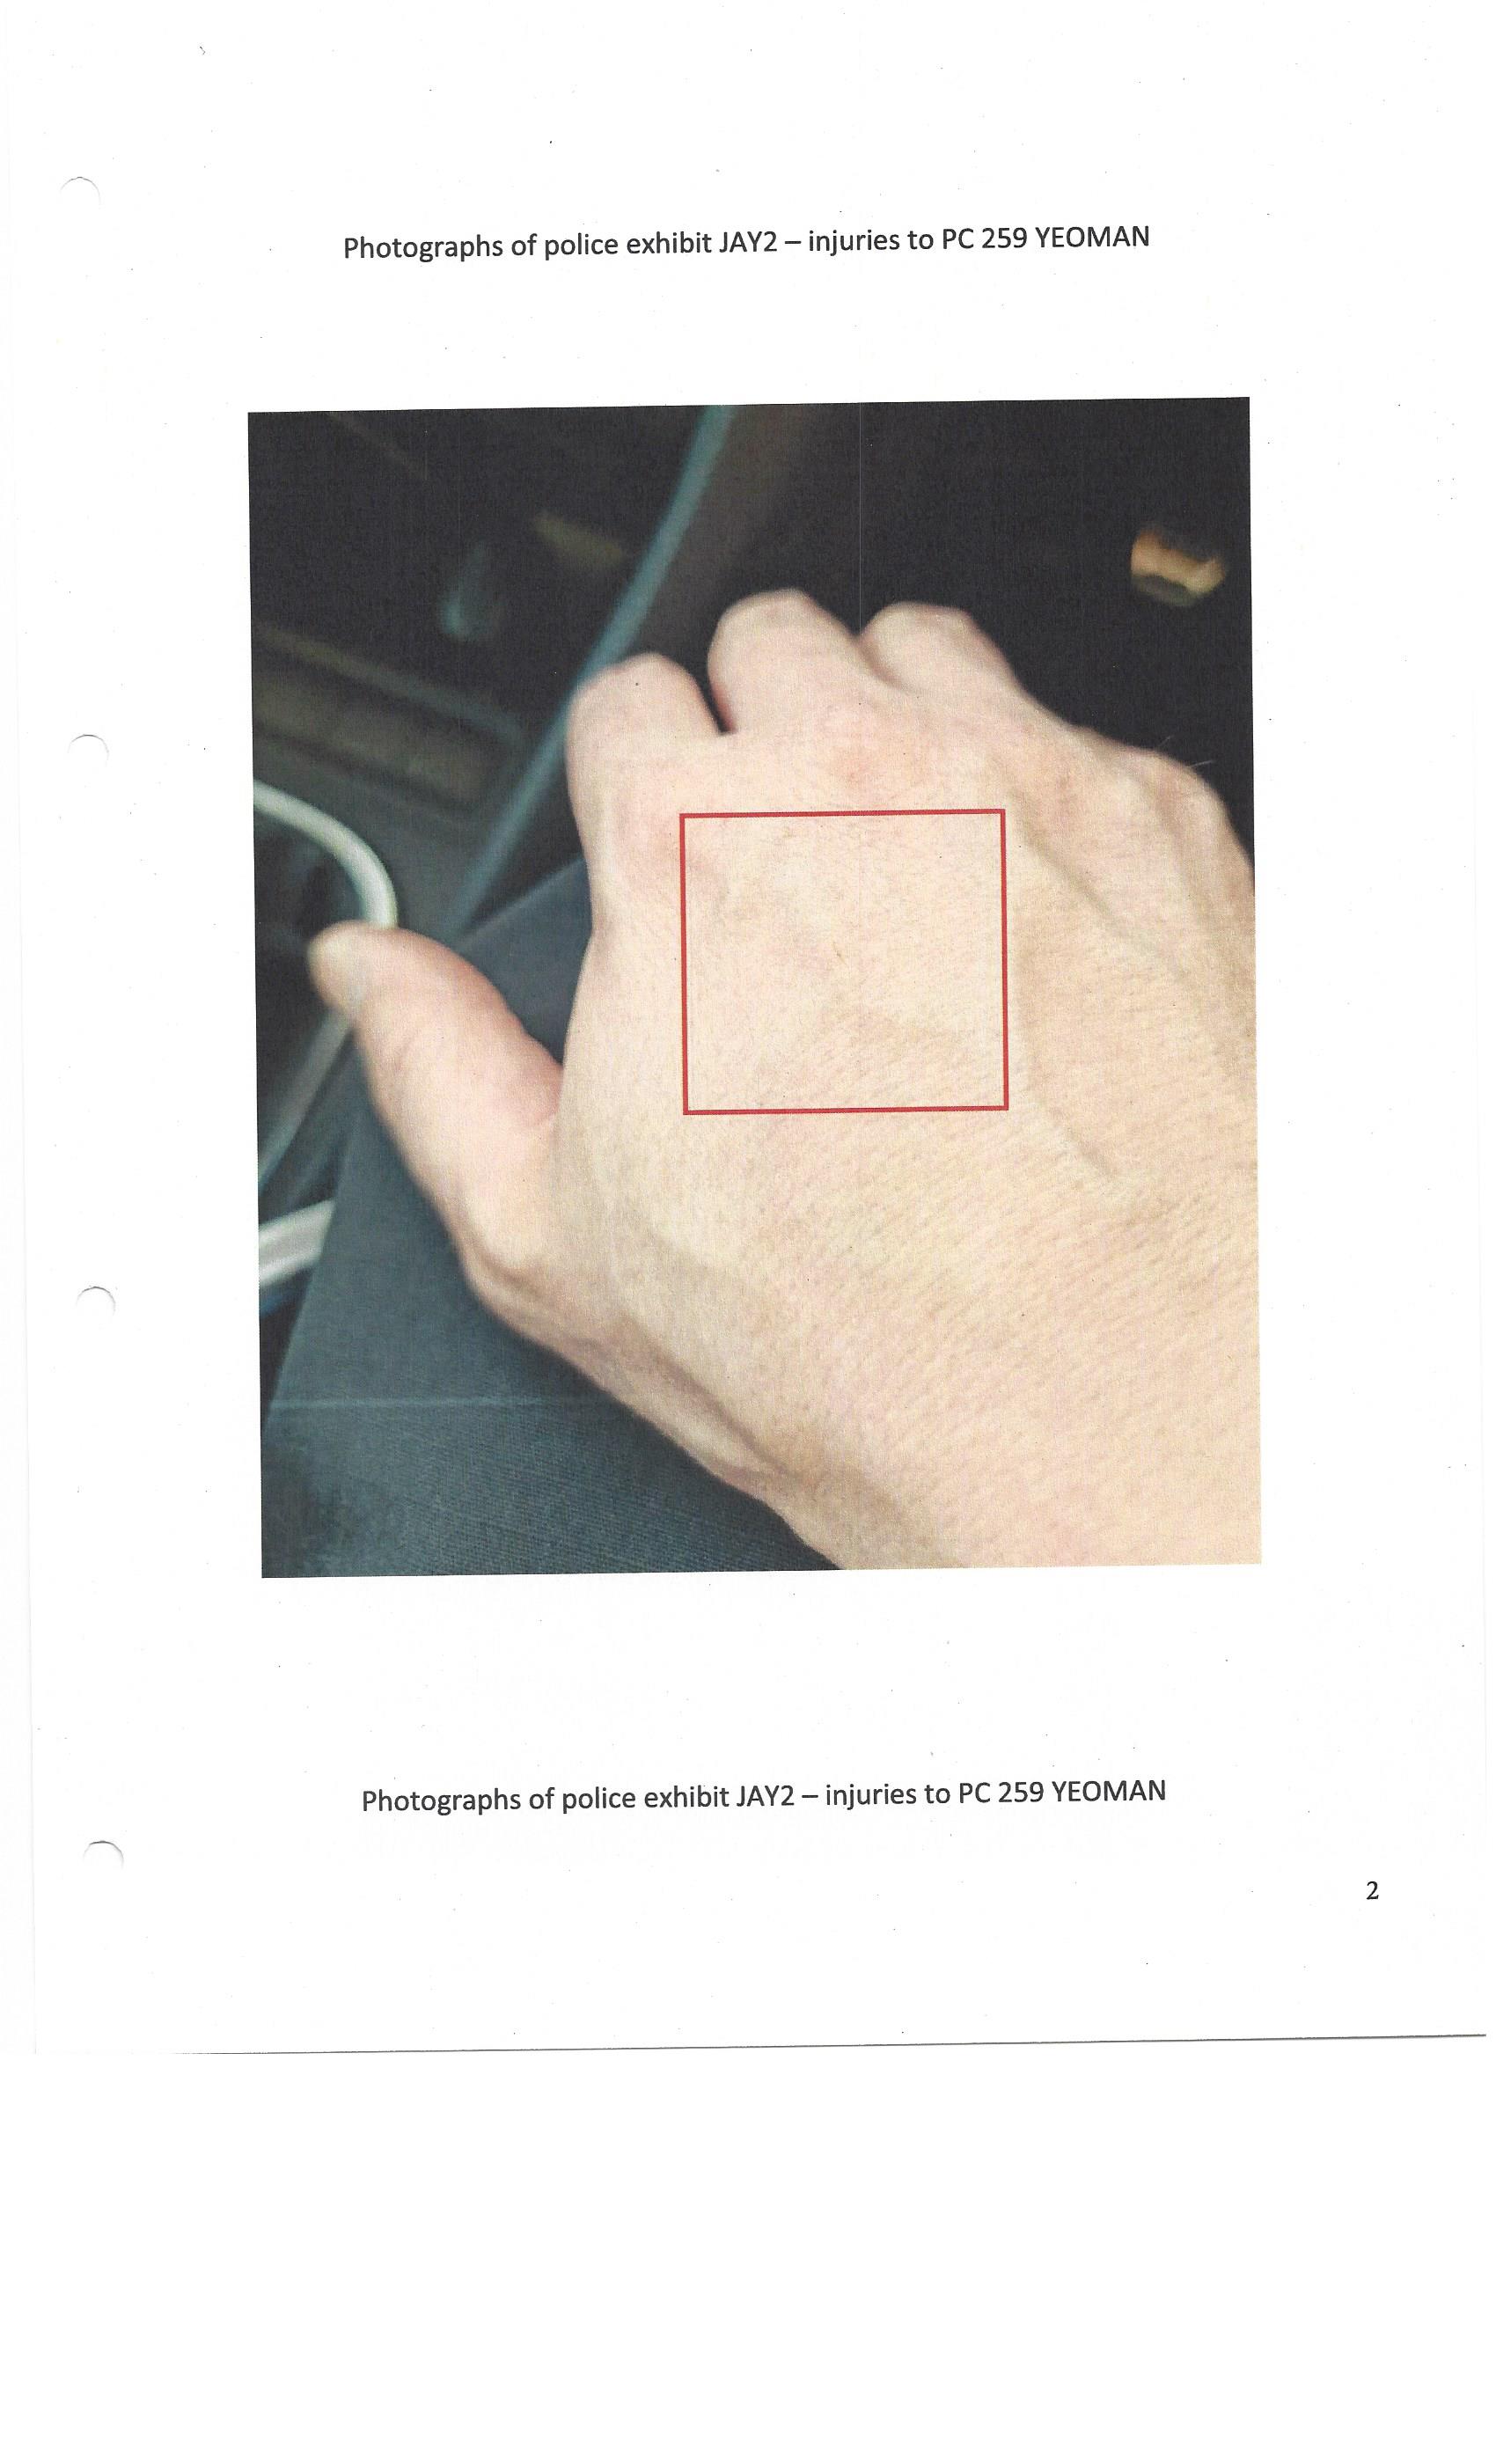 Photographs of police exhibit JAY2 – injuries to PC 259 YEOMAN
Photographs of police exhibit JAY2 – injuries to PC 259 YEOMAN
2